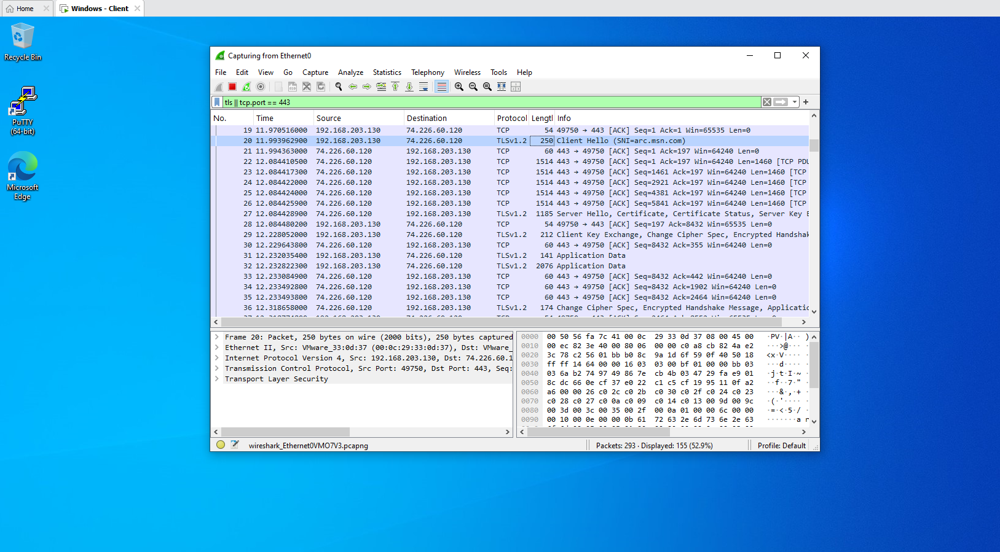 Home
Windows - Client
Recycle Bin
PuTTY
(64-bit)
Microsoft
Edge
Capturing from Ethernet0
File Edit View Go Capture Analyze Statistics Telephony Wireless Tools Help
tls || tcp.port == 443
No. Time Source Destination Protocol Lengtl Info
19 11.970516000 192.168.203.130 74.226.60.120 TCP 54 49750 → 443 [ACK] Seq=1 Ack=1 Win=65535 Len=0
20 11.993962900 192.168.203.130 74.226.60.120 TLSv1.2 250 Client Hello (SNI=arc.msn.com)
21 11.994363000 74.226.60.120 192.168.203.130 TCP 60 443 → 49750 [ACK] Seq=1 Ack=197 Win=64240 Len=0
22 12.084410500 74.226.60.120 192.168.203.130 TCP 1514 443 → 49750 [ACK] Seq=1 Ack=197 Win=64240 Len=1460 [TCP PDU
23 12.084417300 74.226.60.120 192.168.203.130 TCP 1514 443 → 49750 [ACK] Seq=1461 Ack=197 Win=64240 Len=1460 [TCP
24 12.084422000 74.226.60.120 192.168.203.130 TCP 1514 443 → 49750 [ACK] Seq=2921 Ack=197 Win=64240 Len=1460 [TCP
25 12.084424000 74.226.60.120 192.168.203.130 TCP 1514 443 → 49750 [ACK] Seq=4381 Ack=197 Win=64240 Len=1460 [TCP
26 12.084425900 74.226.60.120 192.168.203.130 TCP 1514 443 → 49750 [ACK] Seq=5841 Ack=197 Win=64240 Len=1460 [TCP
27 12.084428900 74.226.60.120 192.168.203.130 TLSv1.2 1185 Server Hello, Certificate, Certificate Status, Server Key E
28 12.084480200 192.168.203.130 74.226.60.120 TCP 54 49750 → 443 [ACK] Seq=197 Ack=8432 Win=65535 Len=0
29 12.228052000 192.168.203.130 74.226.60.120 TLSv1.2 212 Client Key Exchange, Change Cipher Spec, Encrypted Handshak
30 12.229643800 74.226.60.120 192.168.203.130 TCP 60 443 → 49750 [ACK] Seq=8432 Ack=355 Win=64240 Len=0
31 12.232035400 192.168.203.130 74.226.60.120 TLSv1.2 141 Application Data
32 12.232822300 192.168.203.130 74.226.60.120 TLSv1.2 2076 Application Data
33 12.233084900 74.226.60.120 192.168.203.130 TCP 60 443 → 49750 [ACK] Seq=8432 Ack=442 Win=64240 Len=0
34 12.233492800 74.226.60.120 192.168.203.130 TCP 60 443 → 49750 [ACK] Seq=8432 Ack=1902 Win=64240 Len=0
35 12.233493800 74.226.60.120 192.168.203.130 TCP 60 443 → 49750 [ACK] Seq=8432 Ack=2464 Win=64240 Len=0
36 12.318658000 74.226.60.120 192.168.203.130 TLSv1.2 174 Change Cipher Spec, Encrypted Handshake Message, Applicatio
Frame 20: Packet, 250 bytes on wire (2000 bits), 250 bytes captured
Ethernet II, Src: VMware_33:0d:37 (00:0c:29:33:0d:37), Dst: VMware_
Internet Protocol Version 4, Src: 192.168.203.130, Dst: 74.226.60.1
Transmission Control Protocol, Src Port: 49750, Dst Port: 443, Seq:
Transport Layer Security
0000 00 50 56 fa 7c 41 00 0c 29 33 0d 37 08 00 45 00 ·PV·|A·· )
0010 00 ec 82 3e 40 00 80 06 00 00 c0 a8 cb 82 4a e2 ···>@··· ·
0020 3c 78 c2 56 01 bb b0 8c 9a 1d 6f 59 0f 40 50 18 <x·V···· ·
0030 ff ff 14 64 00 00 16 03 03 00 bf 01 00 00 bb 03 ···d···· ·
0040 03 6a b2 74 97 49 86 7e cb 4b 03 47 29 fa e9 01 ·j·t·I·~ ·
0050 8c dc 66 0e cf 37 e0 22 c1 c5 cf 19 95 11 0f a2 ··f··7·" ·
0060 a6 00 00 26 c0 2c c0 2b c0 30 c0 2f c0 24 c0 23 ···&·,·+ ·
0070 c0 28 c0 27 c0 0a c0 09 c0 14 c0 13 00 9d 00 9c ·(·'···· ·
0080 00 3d 00 3c 00 35 00 2f 00 0a 01 00 00 6c 00 00 ·=·<·5·/ ·
0090 00 10 00 0e 00 00 0b 61 72 63 2e 6d 73 6e 2e 63 ·······a r
wireshark_Ethernet0VMO7V3.pcapng
Packets: 293 · Displayed: 155 (52.9%)
Profile: Default